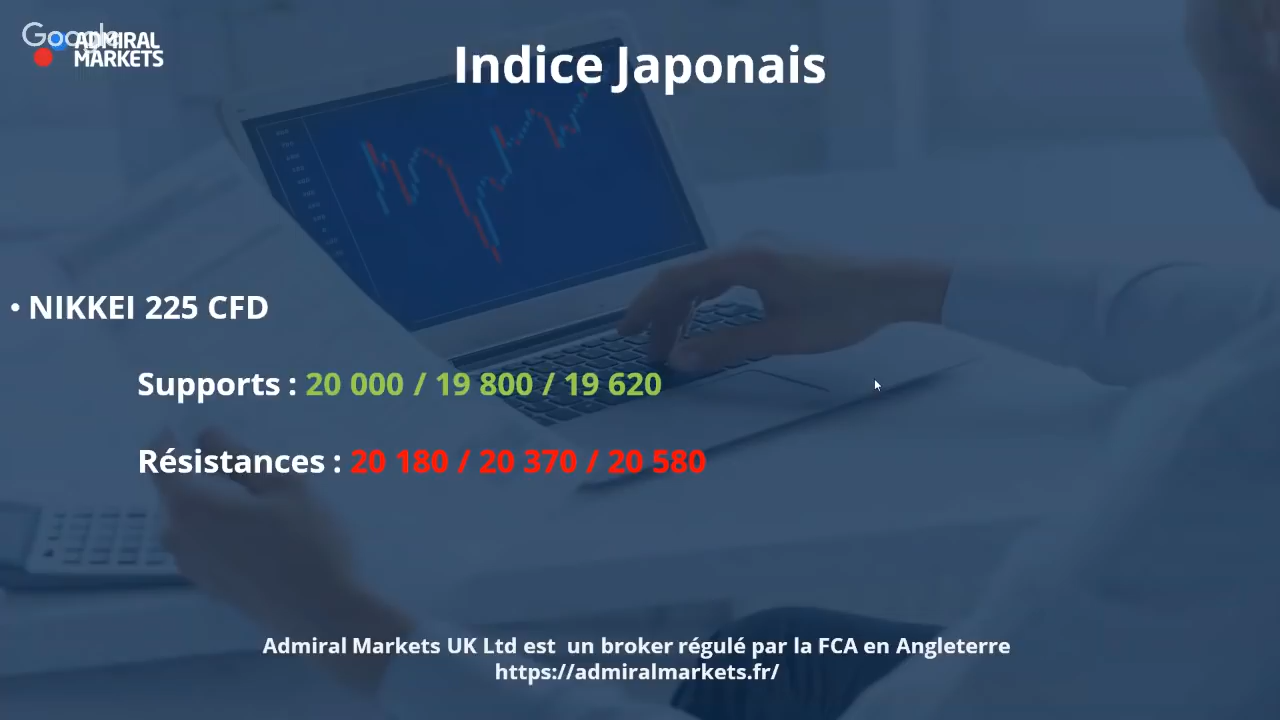 Google
ADMIRAL
MARKETS
Indice Japonais
• NIKKEI 225 CFD
Supports : 20 000 / 19 800 / 19 620
Résistances : 20 180 / 20 370 / 20 580
Admiral Markets UK Ltd est  un broker régulé par la FCA en Angleterre
https://admiralmarkets.fr/